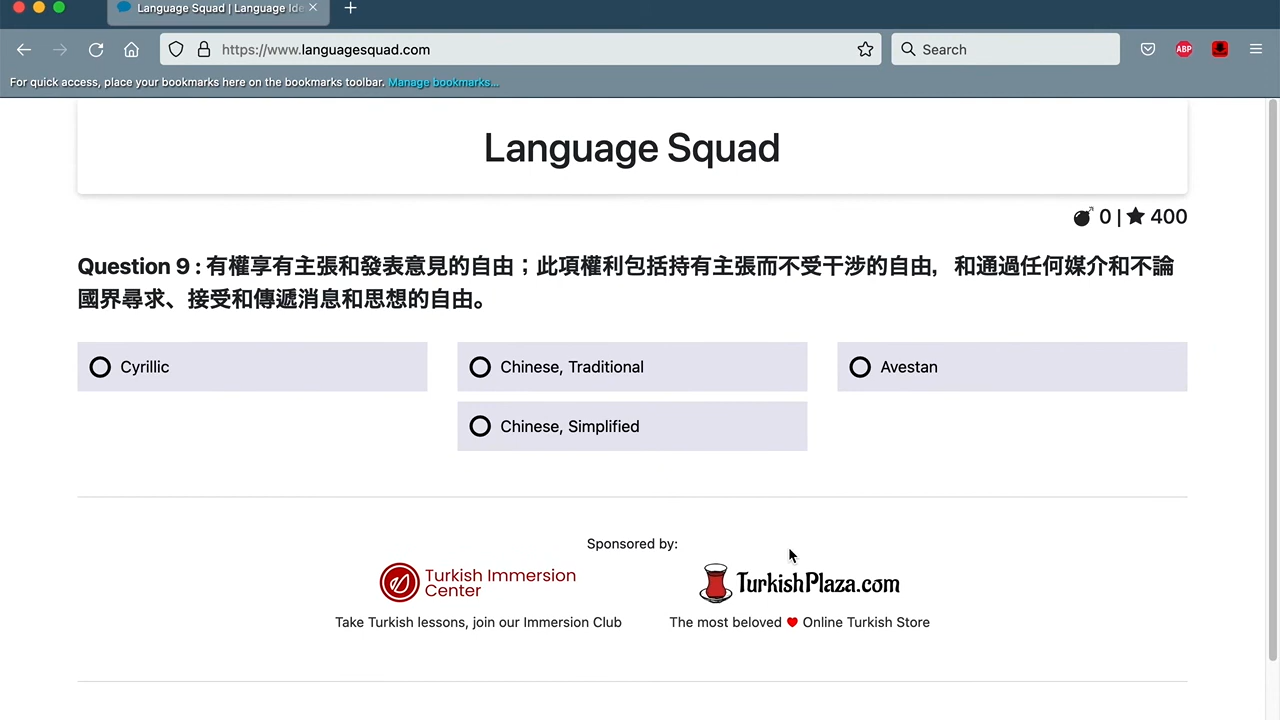 Language Squad | Language Ide
https://www.languagesquad.com
Search
ABP
For quick access, place your bookmarks here on the bookmarks toolbar. Manage bookmarks...
Language Squad
0 | 400
Question 9 : 有權享有主張和發表意見的自由；此項權利包括持有主張而不受干涉的自由，和通過任何媒介和不論
國界尋求、接受和傳遞消息和思想的自由。
Cyrillic
Chinese, Traditional
Avestan
Chinese, Simplified
Sponsored by:
Turkish Immersion
Center
TurkishPlaza.com
Take Turkish lessons, join our Immersion Club
The most beloved Online Turkish Store